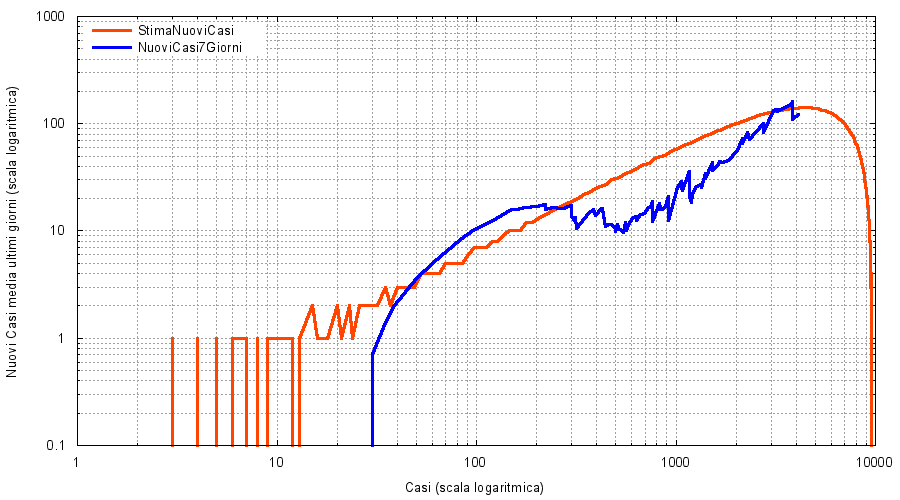 1000
100
10
1
0.1
StimaNuoviCasi
NuoviCasi7Giorni
Nuovi Casi media ultimi giorni (scala logaritmica)
1 10 100 1000 10000
Casi (scala logaritmica)